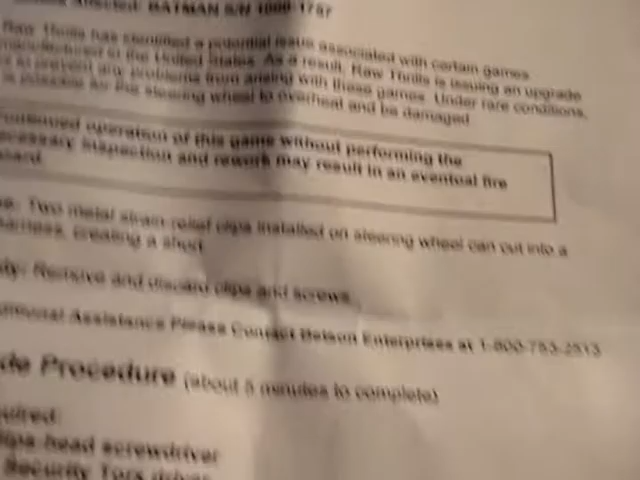 Affected: BATMAN S/N 1000-1787
Raw Thrills has identified a potential issue associated with certain games
manufactured in the United States. As a result, Raw Thrills is issuing an upgrade
to prevent any problems from arising with these games. Under rare conditions,
is possible for the steering wheel to overheat and be damaged
operation of this game without performing the
inspection and rework may result in an eventual fire
Two metal strain relief clips installed on steering wheel can cut into a
harness, creating a short
Remove and discard clips and screws.
Assistance Please Contact Betson Enterprises at 1-800-753-2513
Procedure (about 5 minutes to complete)
head screwdriver
Security Torx driver